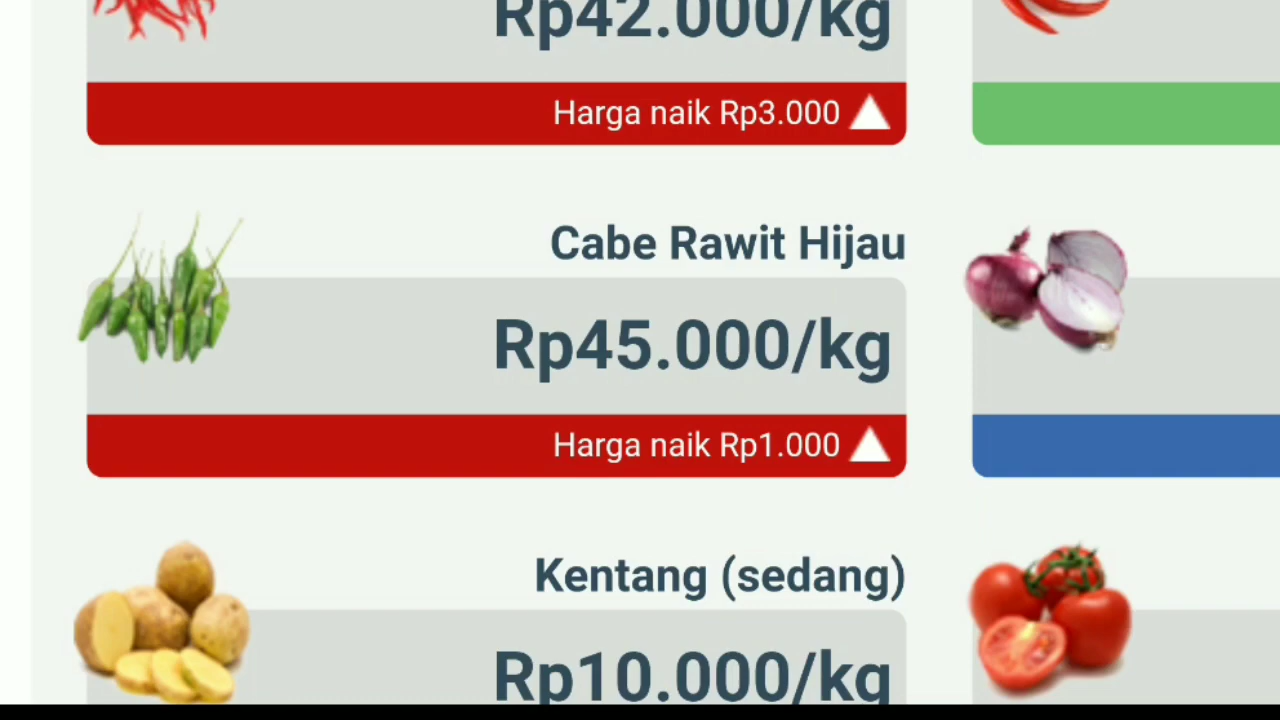 Rp42.000/kg
Harga naik Rp3.000
Cabe Rawit Hijau
Rp45.000/kg
Harga naik Rp1.000
Kentang (sedang)
Rp10.000/kg